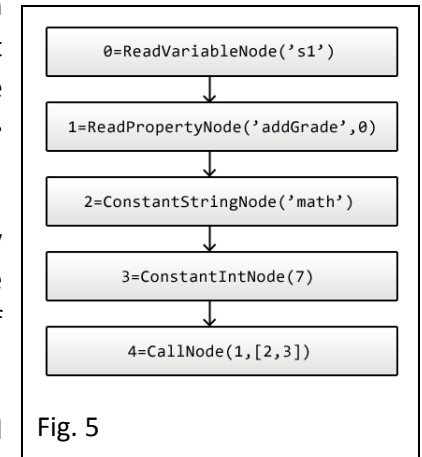 0=ReadVariableNode(’s1’)
1=ReadPropertyNode(’addGrade’,0)
2=ConstantStringNode(’math’)
3=ConstantIntNode(7)
4=CallNode(1,[2,3])
Fig. 5